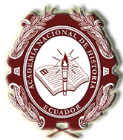 ACADEMIA NACIONAL DE HISTORIA
ECUADOR